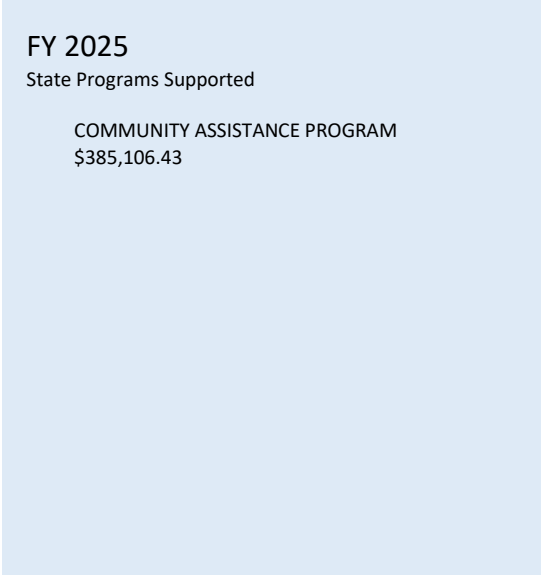 FY 2025
State Programs Supported
COMMUNITY ASSISTANCE PROGRAM
$385,106.43